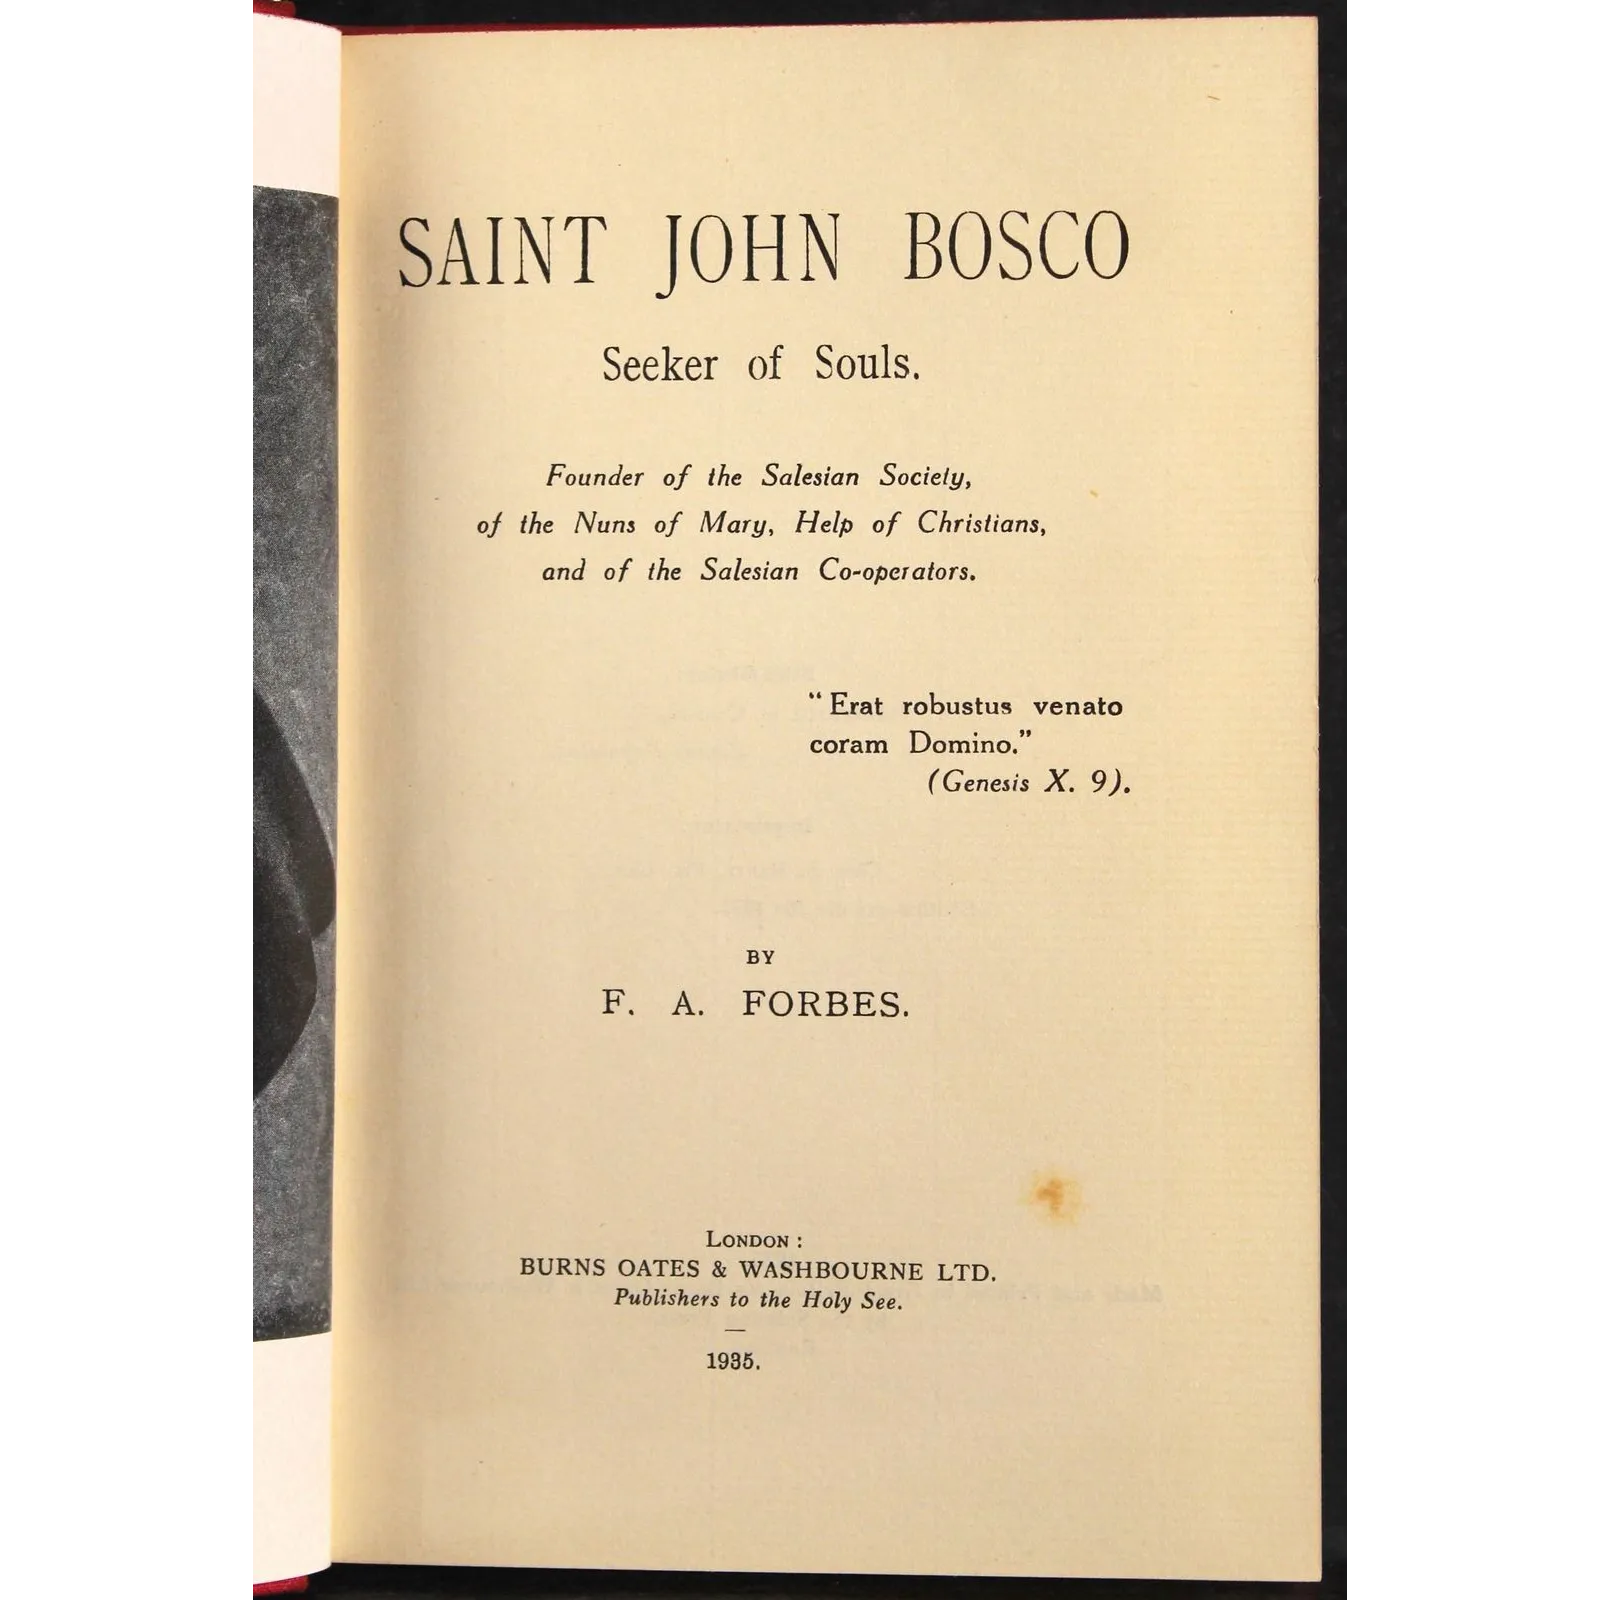 SAINT JOHN BOSCO
Seeker of Souls.
Founder of the Salesian Society,
of the Nuns of Mary, Help of Christians,
and of the Salesian Co-operators.
“Erat robustus venato
coram Domino.”
(Genesis X. 9).
BY
F. A. FORBES.
LONDON :
BURNS OATES & WASHBOURNE LTD.
Publishers to the Holy See.
—
1935.